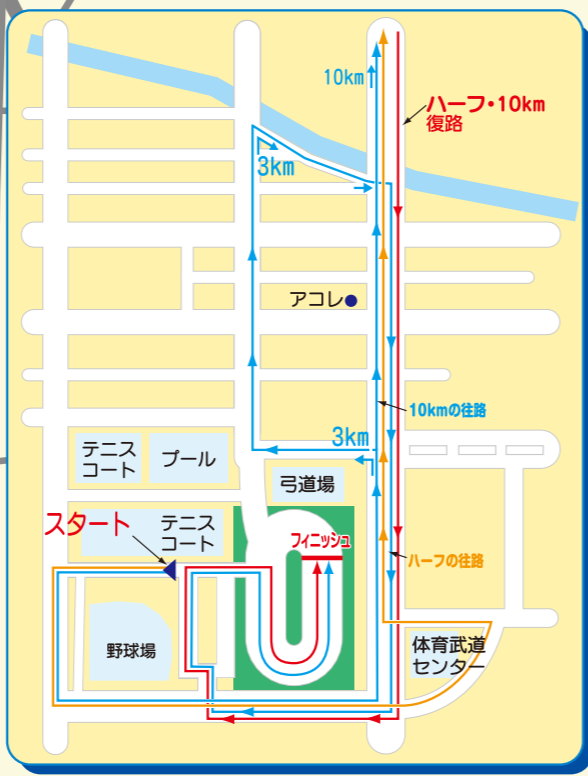 10km
ハーフ・10km
復路
3km
アコレ
10kmの往路
3km
テニス
コート
プール
弓道場
スタート
テニス
コート
フィニッシュ
ハーフの往路
野球場
体育武道
センター